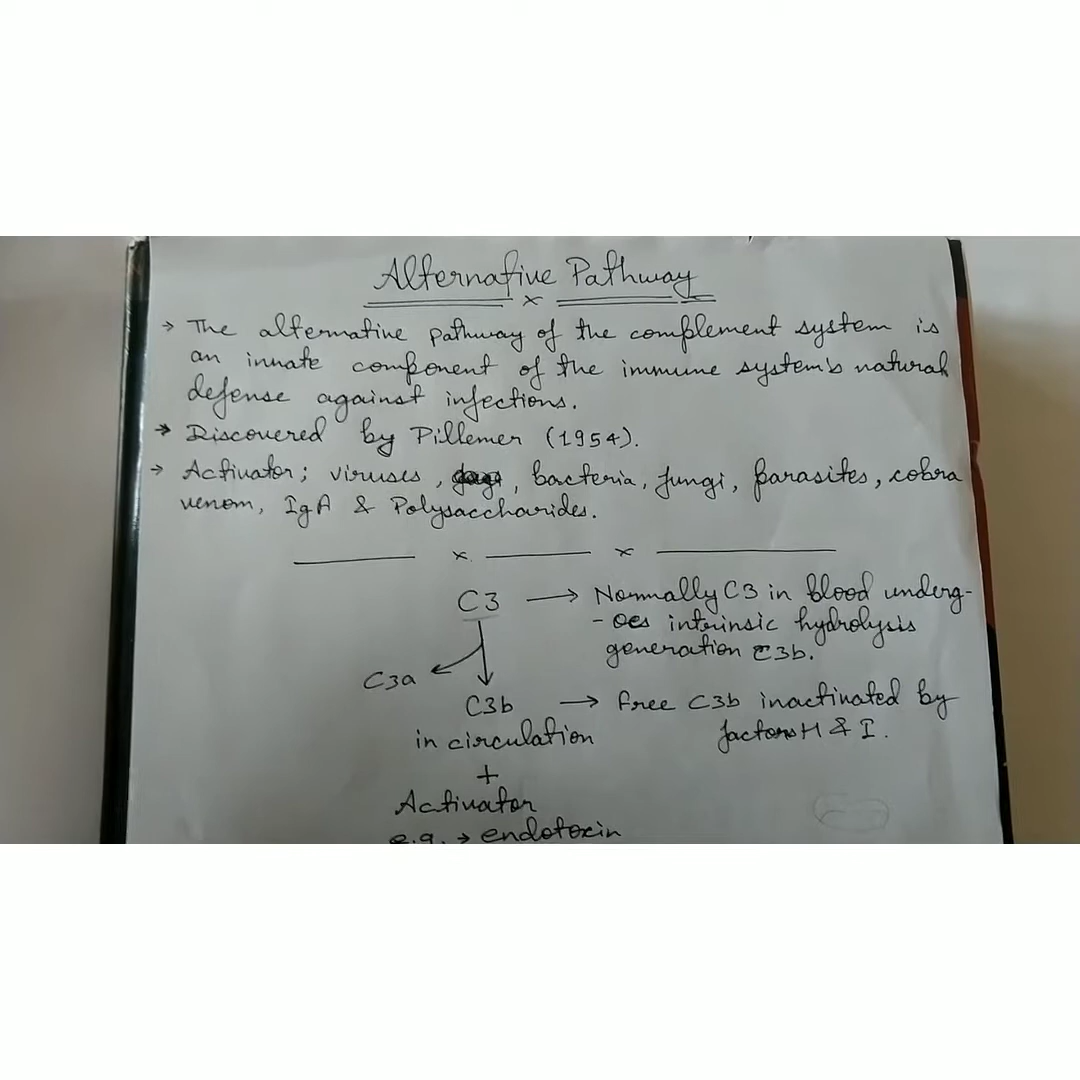 Alternative Pathway
x
→ The alternative pathway of the complement system is
an innate component of the immune system's natural
defense against infections.
→ Discovered by Pillemer (1954).
→ Activator; viruses, , bacteria, fungi, parasites, cobra
venom, IgA & Polysaccharides.
x x
C3 → Normally C3 in blood underg-
-oes intrinsic hydrolysis
generation C3b.
C3a
C3b → free C3b inactivated by
in circulation factors H & I.
+
Activator
e.g. → endotoxin